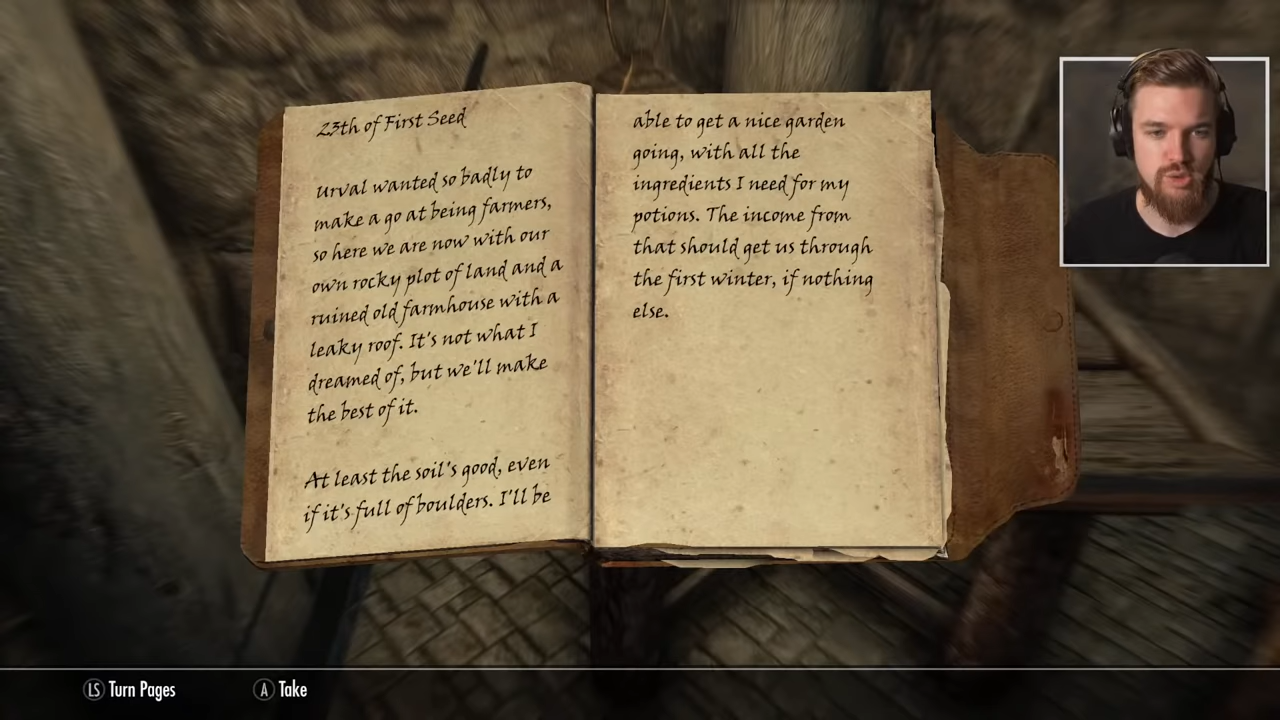 23th of First Seed
Urval wanted so badly to
make a go at being farmers,
so here we are now with our
own rocky plot of land and a
ruined old farmhouse with a
leaky roof. It's not what I
dreamed of, but we'll make
the best of it.
At least the soil's good, even
if it's full of boulders. I'll be
able to get a nice garden
going, with all the
ingredients I need for my
potions. The income from
that should get us through
the first winter, if nothing
else.
LS Turn Pages
A Take